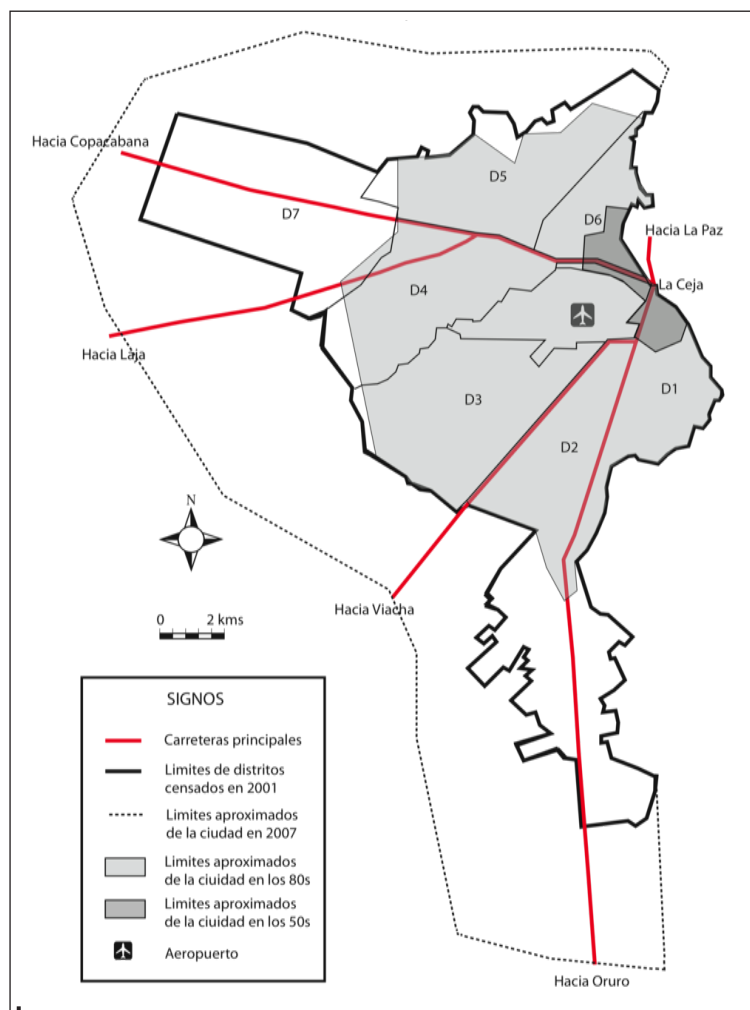 Hacia Copacabana
D5
D7
D6
Hacia La Paz
La Ceja
D4
Hacia Laja
D3
D1
D2
N
0 2 kms
Hacia Viacha
SIGNOS
Carreteras principales
Limites de distritos
censados en 2001
Limites aproximados
de la ciudad en 2007
Limites aproximados
de la ciuidad en los 80s
Limites aproximados
de la ciuidad en los 50s
Aeropuerto
Hacia Oruro